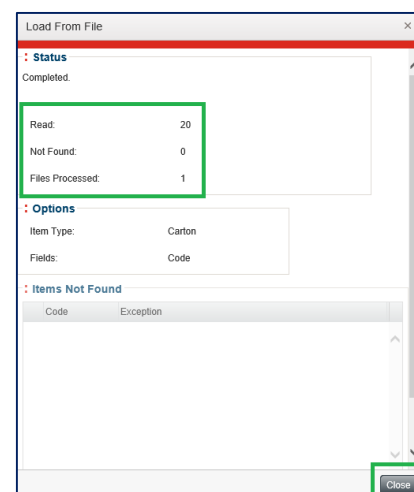 Load From File ×
: Status
Completed.
Read: 20
Not Found: 0
Files Processed: 1
: Options
Item Type: Carton
Fields: Code
: Items Not Found
Code Exception
Close